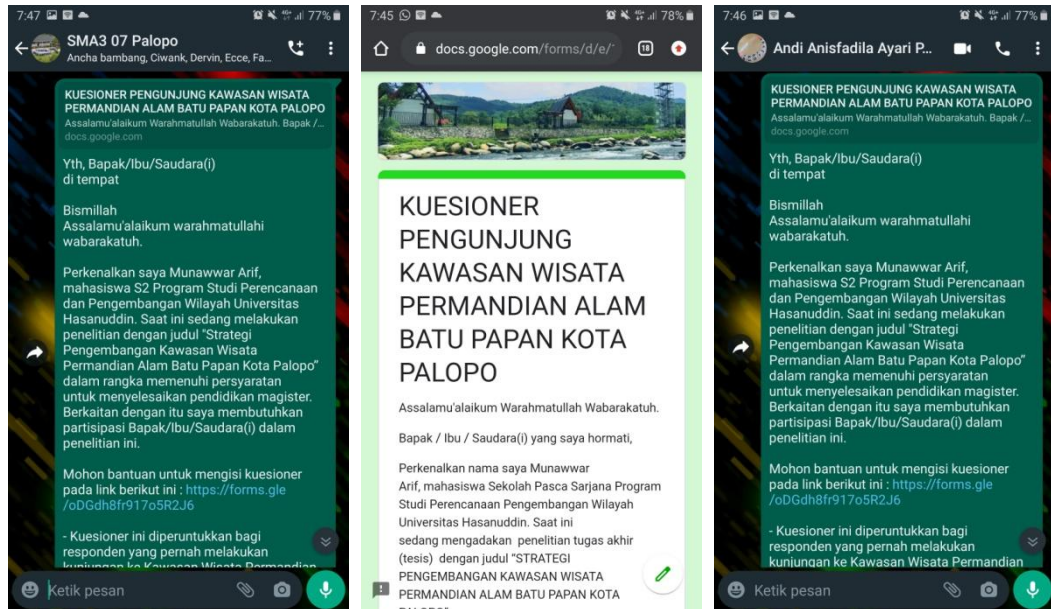 7:47
77%
SMA3 07 Palopo
Ancha bambang, Ciwank, Dervin, Ecce, Fa...
KUESIONER PENGUNJUNG KAWASAN WISATA
PERMANDIAN ALAM BATU PAPAN KOTA PALOPO
Assalamu'alaikum Warahmatullah Wabarakatuh. Bapak /...
docs.google.com
Yth, Bapak/Ibu/Saudara(i)
di tempat
Bismillah
Assalamu'alaikum warahmatullahi
wabarakatuh.
Perkenalkan saya Munawwar Arif,
mahasiswa S2 Program Studi Perencanaan
dan Pengembangan Wilayah Universitas
Hasanuddin. Saat ini sedang melakukan
penelitian dengan judul "Strategi
Pengembangan Kawasan Wisata
Permandian Alam Batu Papan Kota Palopo"
dalam rangka memenuhi persyaratan
untuk menyelesaikan pendidikan magister.
Berkaitan dengan itu saya membutuhkan
partisipasi Bapak/Ibu/Saudara(i) dalam
penelitian ini.
Mohon bantuan untuk mengisi kuesioner
pada link berikut ini : https://forms.gle
/oDGdh8fr917o5R2J6
- Kuesioner ini diperuntukkan bagi
responden yang pernah melakukan
kunjungan ke Kawasan Wisata Permandian
Ketik pesan
7:45
78%
docs.google.com/forms/d/e/
18
KUESIONER
PENGUNJUNG
KAWASAN WISATA
PERMANDIAN ALAM
BATU PAPAN KOTA
PALOPO
Assalamu'alaikum Warahmatullah Wabarakatuh.
Bapak / Ibu / Saudara(i) yang saya hormati,
Perkenalkan nama saya Munawwar
Arif, mahasiswa Sekolah Pasca Sarjana Program
Studi Perencanaan Pengembangan Wilayah
Universitas Hasanuddin. Saat ini
sedang mengadakan penelitian tugas akhir
(tesis) dengan judul "STRATEGI
PENGEMBANGAN KAWASAN WISATA
PERMANDIAN ALAM BATU PAPAN KOTA
PALOPO"
7:46
77%
Andi Anisfadila Ayari P...
KUESIONER PENGUNJUNG KAWASAN WISATA
PERMANDIAN ALAM BATU PAPAN KOTA PALOPO
Assalamu'alaikum Warahmatullah Wabarakatuh. Bapak /...
docs.google.com
Yth, Bapak/Ibu/Saudara(i)
di tempat
Bismillah
Assalamu'alaikum warahmatullahi
wabarakatuh.
Perkenalkan saya Munawwar Arif,
mahasiswa S2 Program Studi Perencanaan
dan Pengembangan Wilayah Universitas
Hasanuddin. Saat ini sedang melakukan
penelitian dengan judul "Strategi
Pengembangan Kawasan Wisata
Permandian Alam Batu Papan Kota Palopo"
dalam rangka memenuhi persyaratan
untuk menyelesaikan pendidikan magister.
Berkaitan dengan itu saya membutuhkan
partisipasi Bapak/Ibu/Saudara(i) dalam
penelitian ini.
Mohon bantuan untuk mengisi kuesioner
pada link berikut ini : https://forms.gle
/oDGdh8fr917o5R2J6
- Kuesioner ini diperuntukkan bagi
responden yang pernah melakukan
kunjungan ke Kawasan Wisata Permandian
Ketik pesan